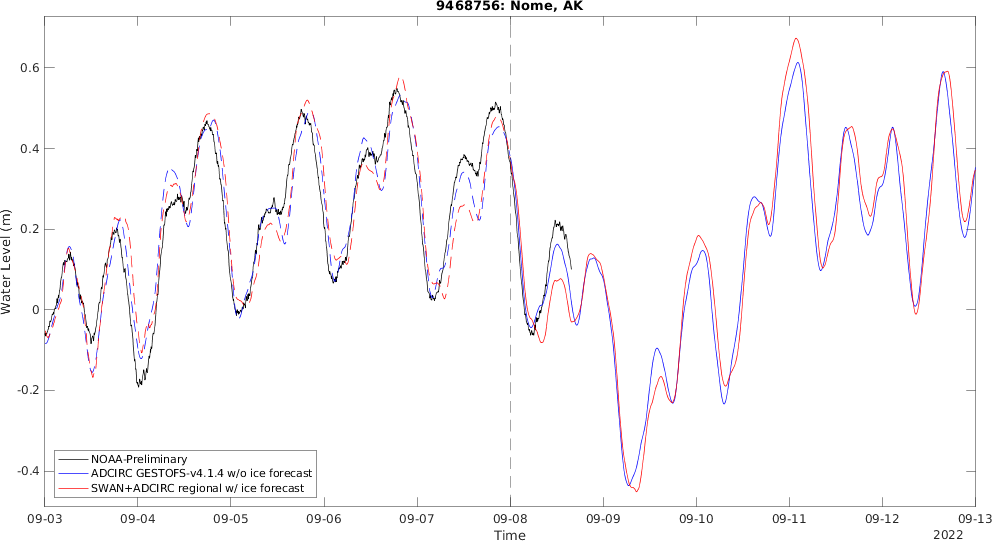 9468756: Nome, AK
Water Level (m)
0.6
0.4
0.2
0
-0.2
-0.4
NOAA-Preliminary
ADCIRC GESTOFS-v4.1.4 w/o ice forecast
SWAN+ADCIRC regional w/ ice forecast
09-03 09-04 09-05 09-06 09-07 09-08 09-09 09-10 09-11 09-12 09-13
Time
2022